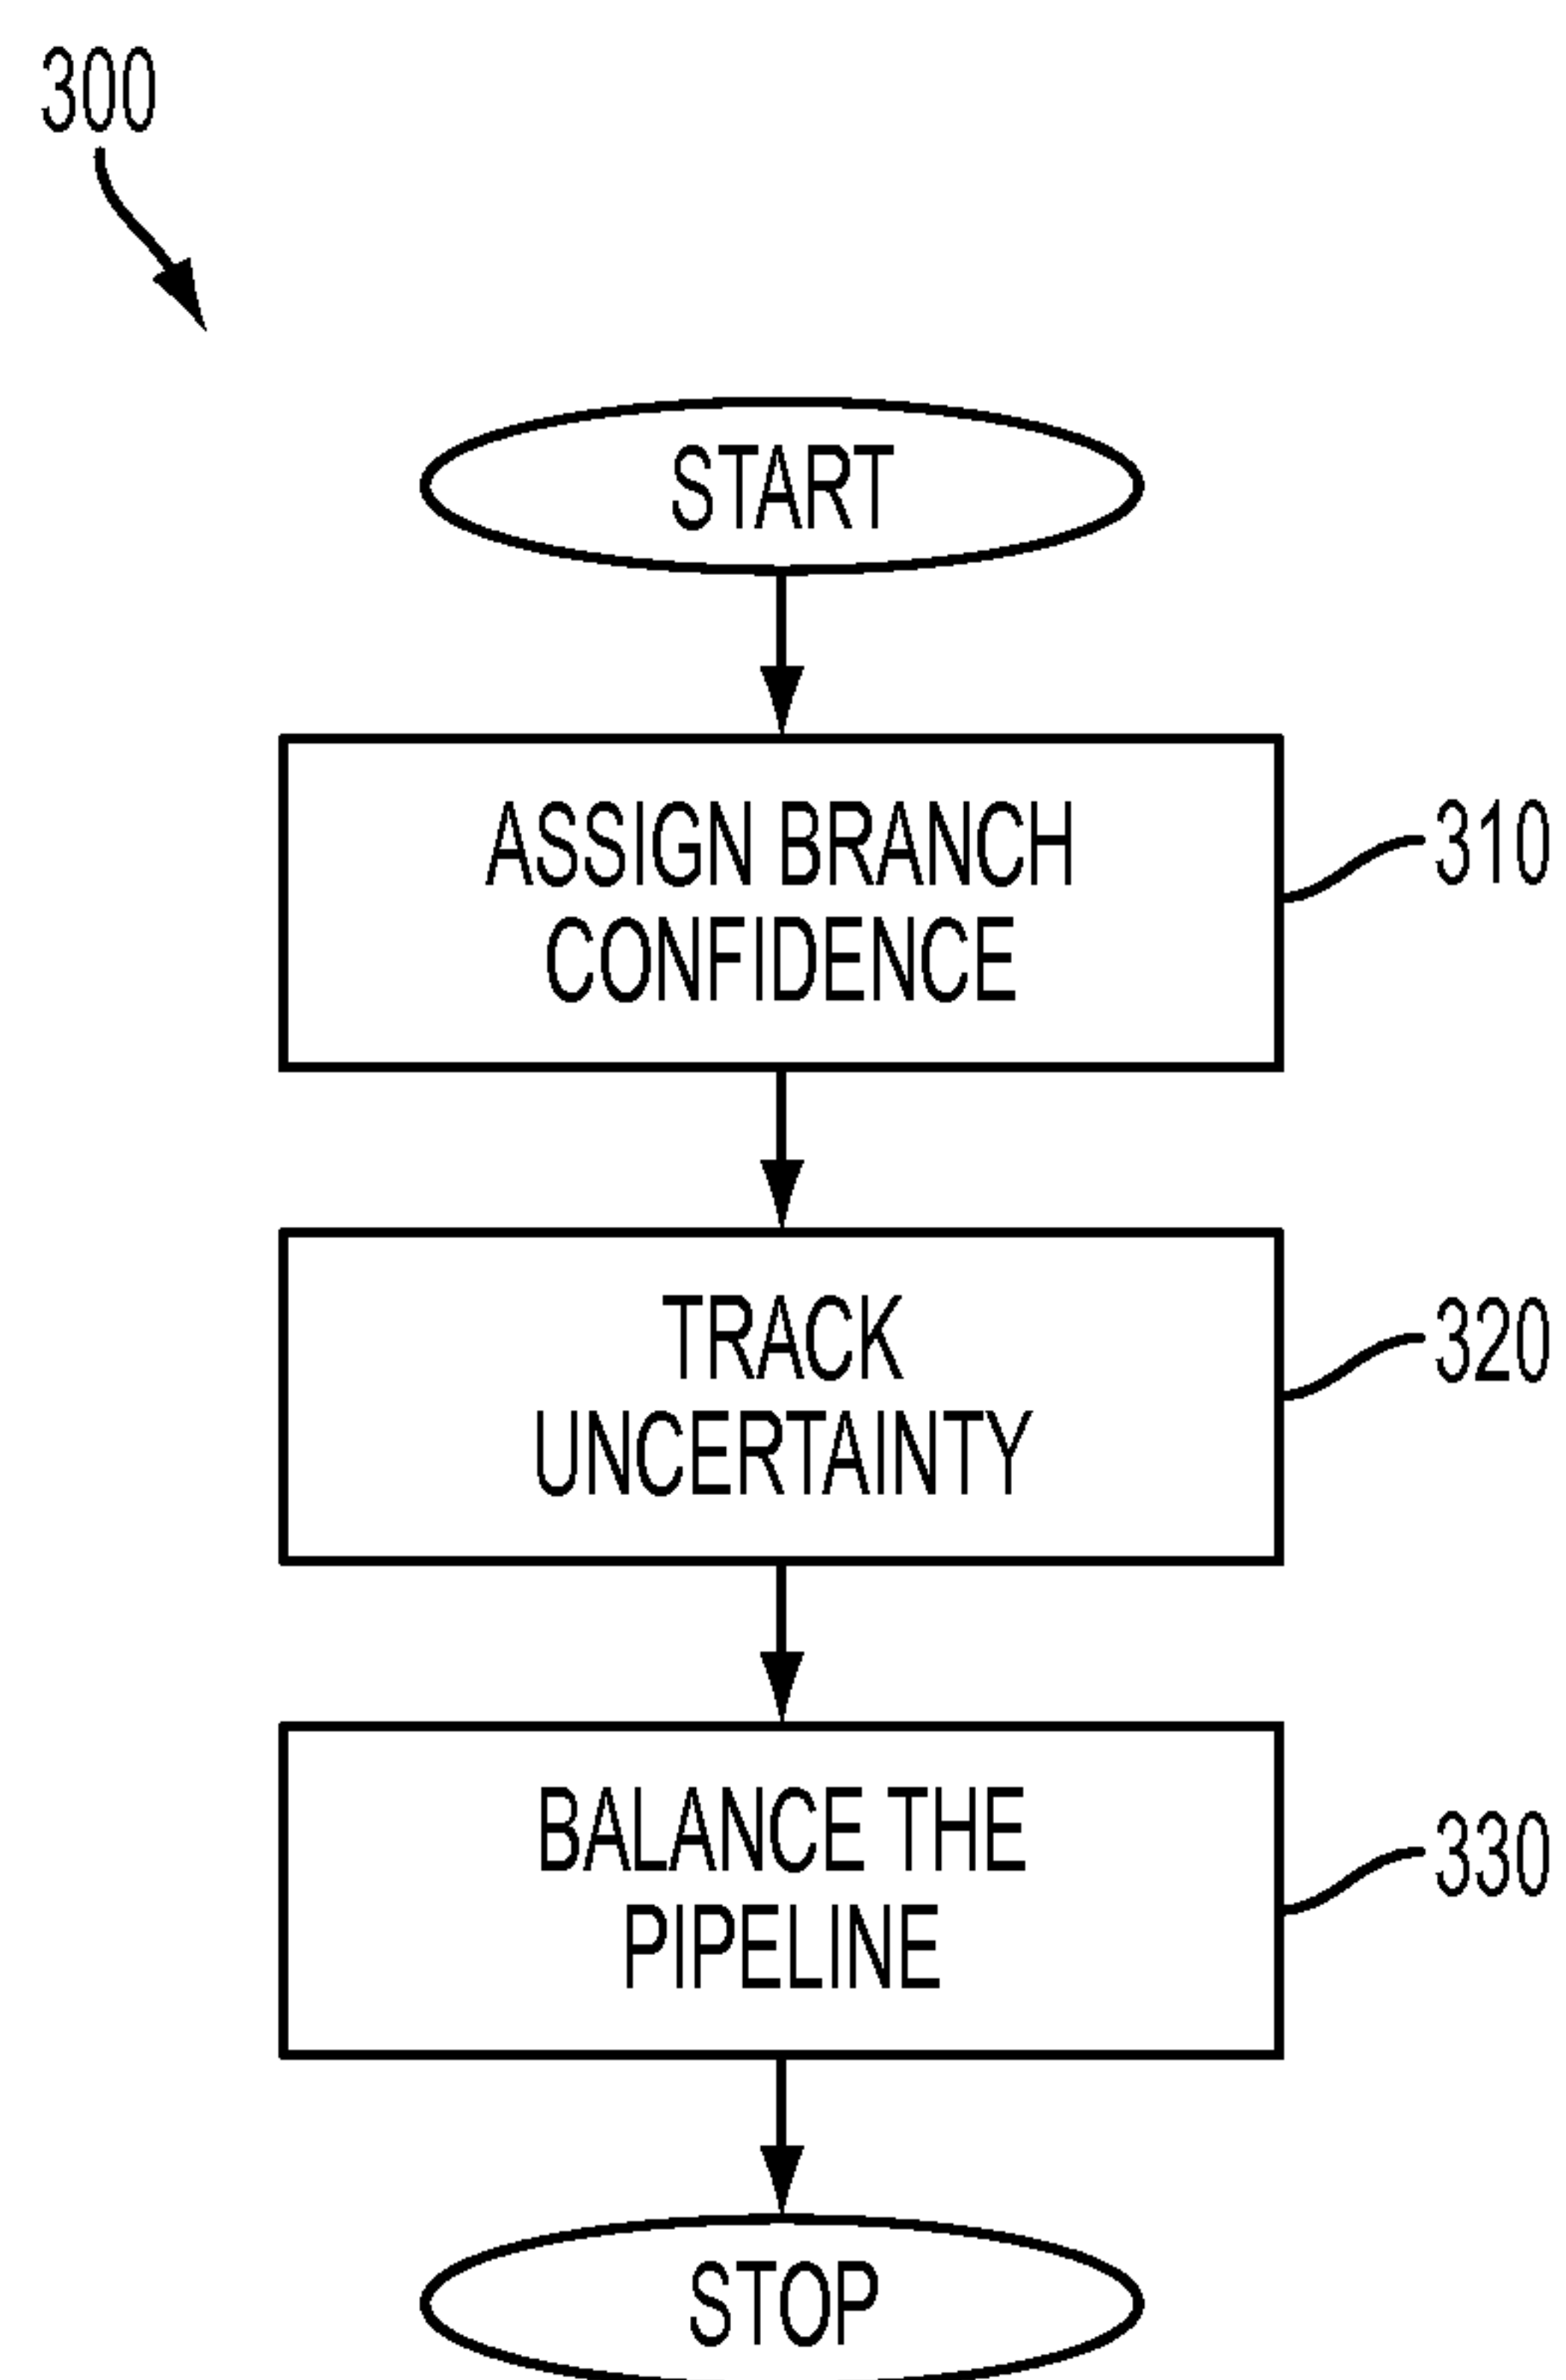 300
START
ASSIGN BRANCH
CONFIDENCE
310
TRACK
UNCERTAINTY
320
BALANCE THE
PIPELINE
330
STOP